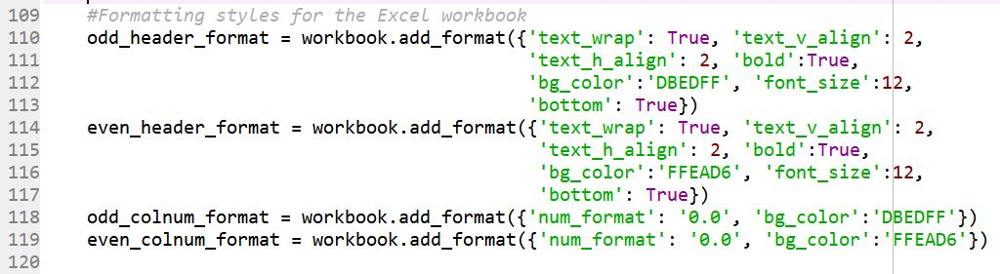 109     #Formatting styles for the Excel workbook
110     odd_header_format = workbook.add_format({'text_wrap': True, 'text_v_align': 2,
111                                              'text_h_align': 2, 'bold':True,
112                                              'bg_color':'DBEDFF', 'font_size':12,
113                                              'bottom': True})
114     even_header_format = workbook.add_format({'text_wrap': True, 'text_v_align': 2,
115                                               'text_h_align': 2, 'bold':True,
116                                               'bg_color':'FFEAD6', 'font_size':12,
117                                               'bottom': True})
118     odd_colnum_format = workbook.add_format({'num_format': '0.0', 'bg_color':'DBEDFF'})
119     even_colnum_format = workbook.add_format({'num_format': '0.0', 'bg_color':'FFEAD6'})
120